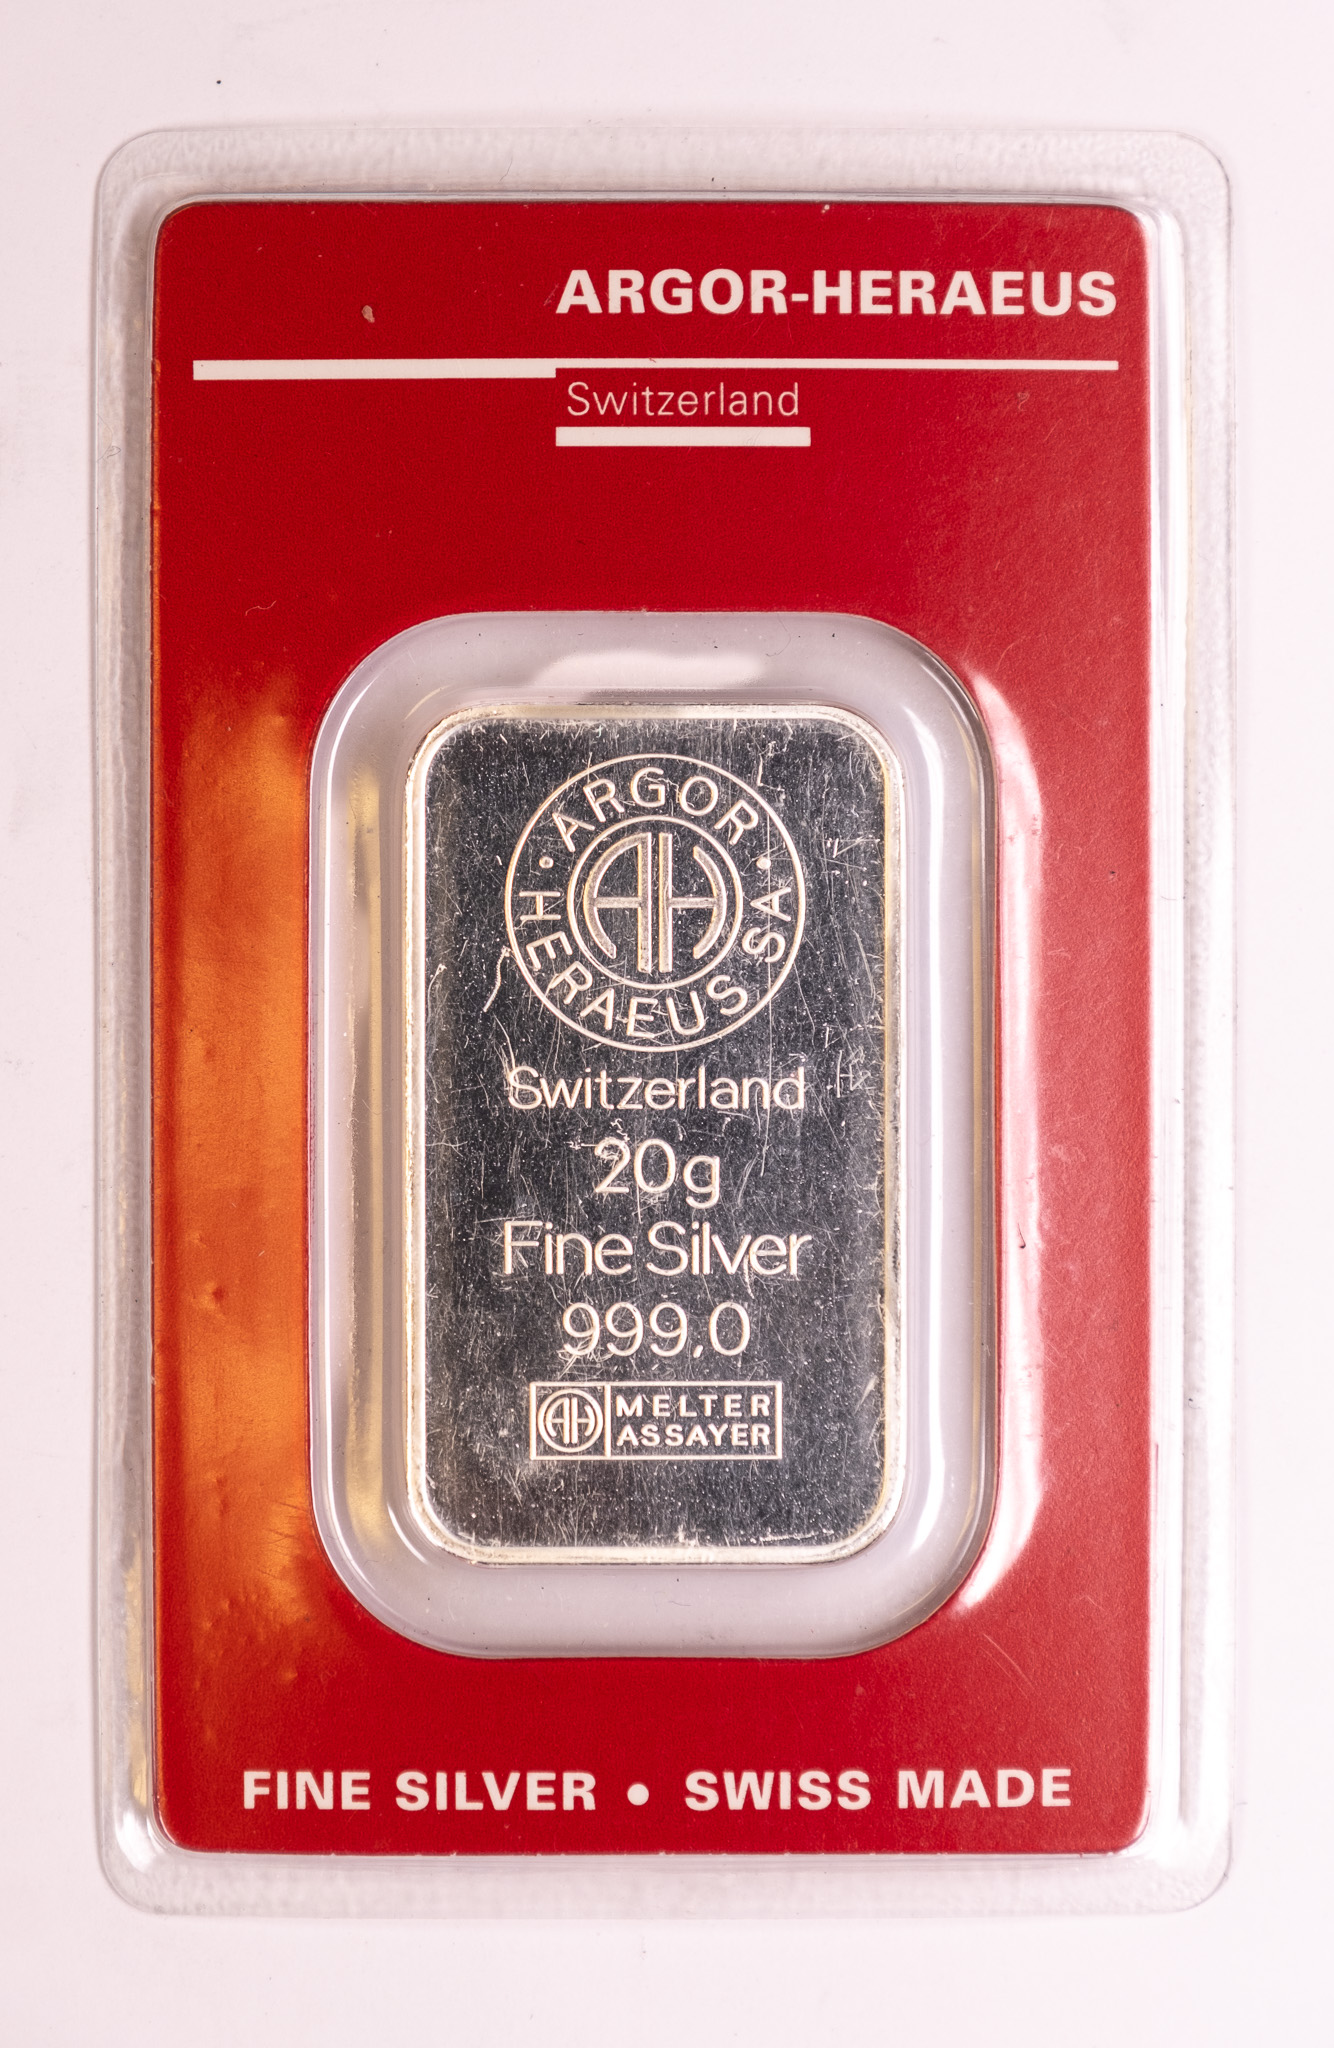 ARGOR-HERAEUS
Switzerland
· ARGOR ·
HERAEUS SA
AH
Switzerland
20g
Fine Silver
999,0
AH
MELTER
ASSAYER
FINE SILVER • SWISS MADE